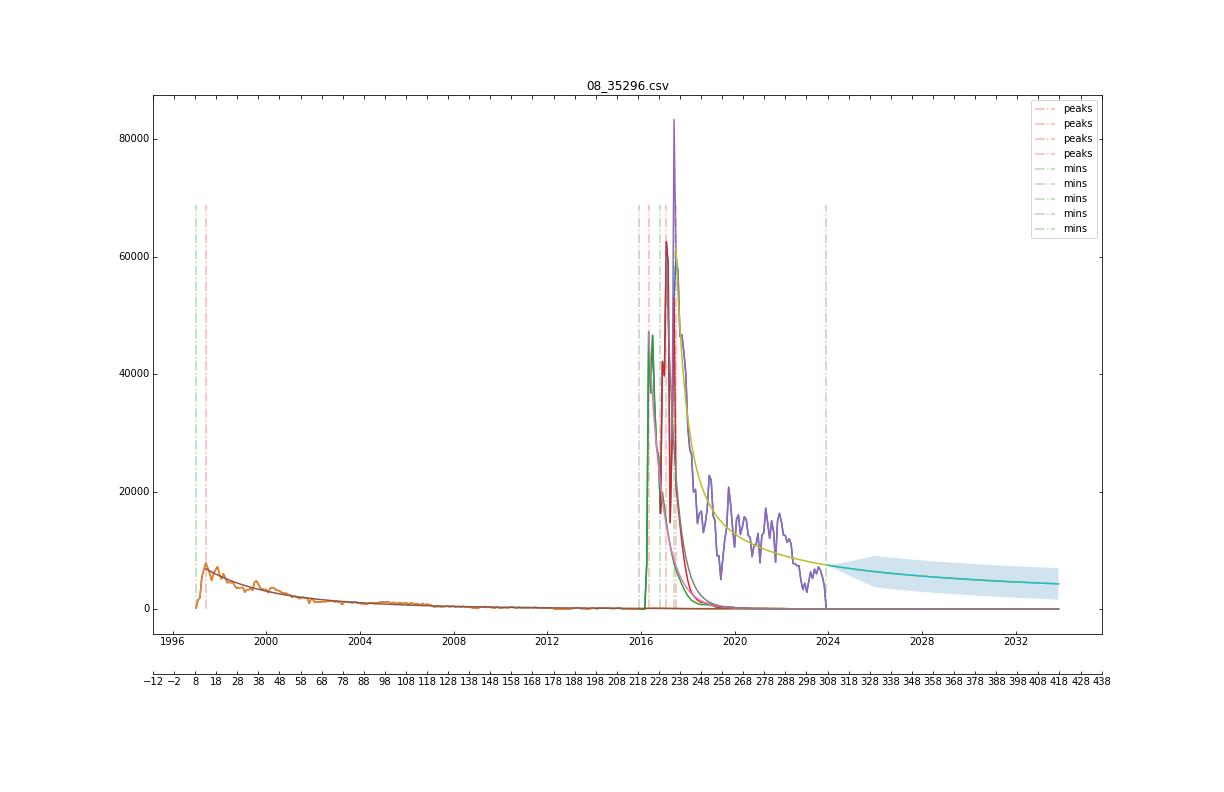 08_35296.csv
peaks
peaks
peaks
peaks
mins
mins
mins
mins
mins
80000
60000
40000
20000
0
1996 2000 2004 2008 2012 2016 2020 2024 2028 2032
−12 −2 8 18 28 38 48 58 68 78 88 98 108 118 128 138 148 158 168 178 188 198 208 218 228 238 248 258 268 278 288 298 308 318 328 338 348 358 368 378 388 398 408 418 428 438